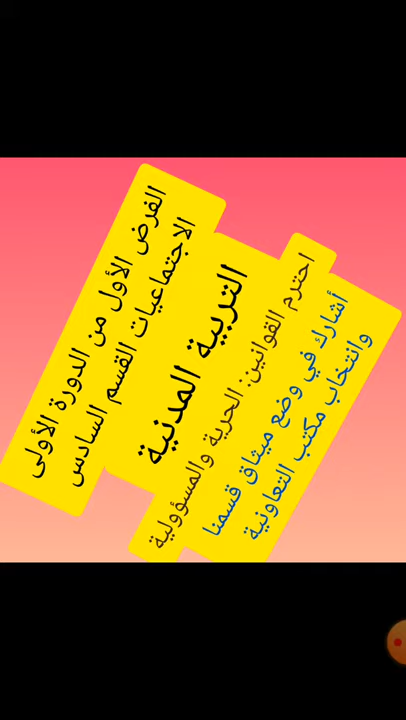 الفرض الأول من الدورة الأولى
الاجتماعيات القسم السادس
التربية المدنية
احترم القوانين: الحرية والمسؤولية
أشارك في وضع ميثاق قسمنا
وانتخاب مكتب التعاونية